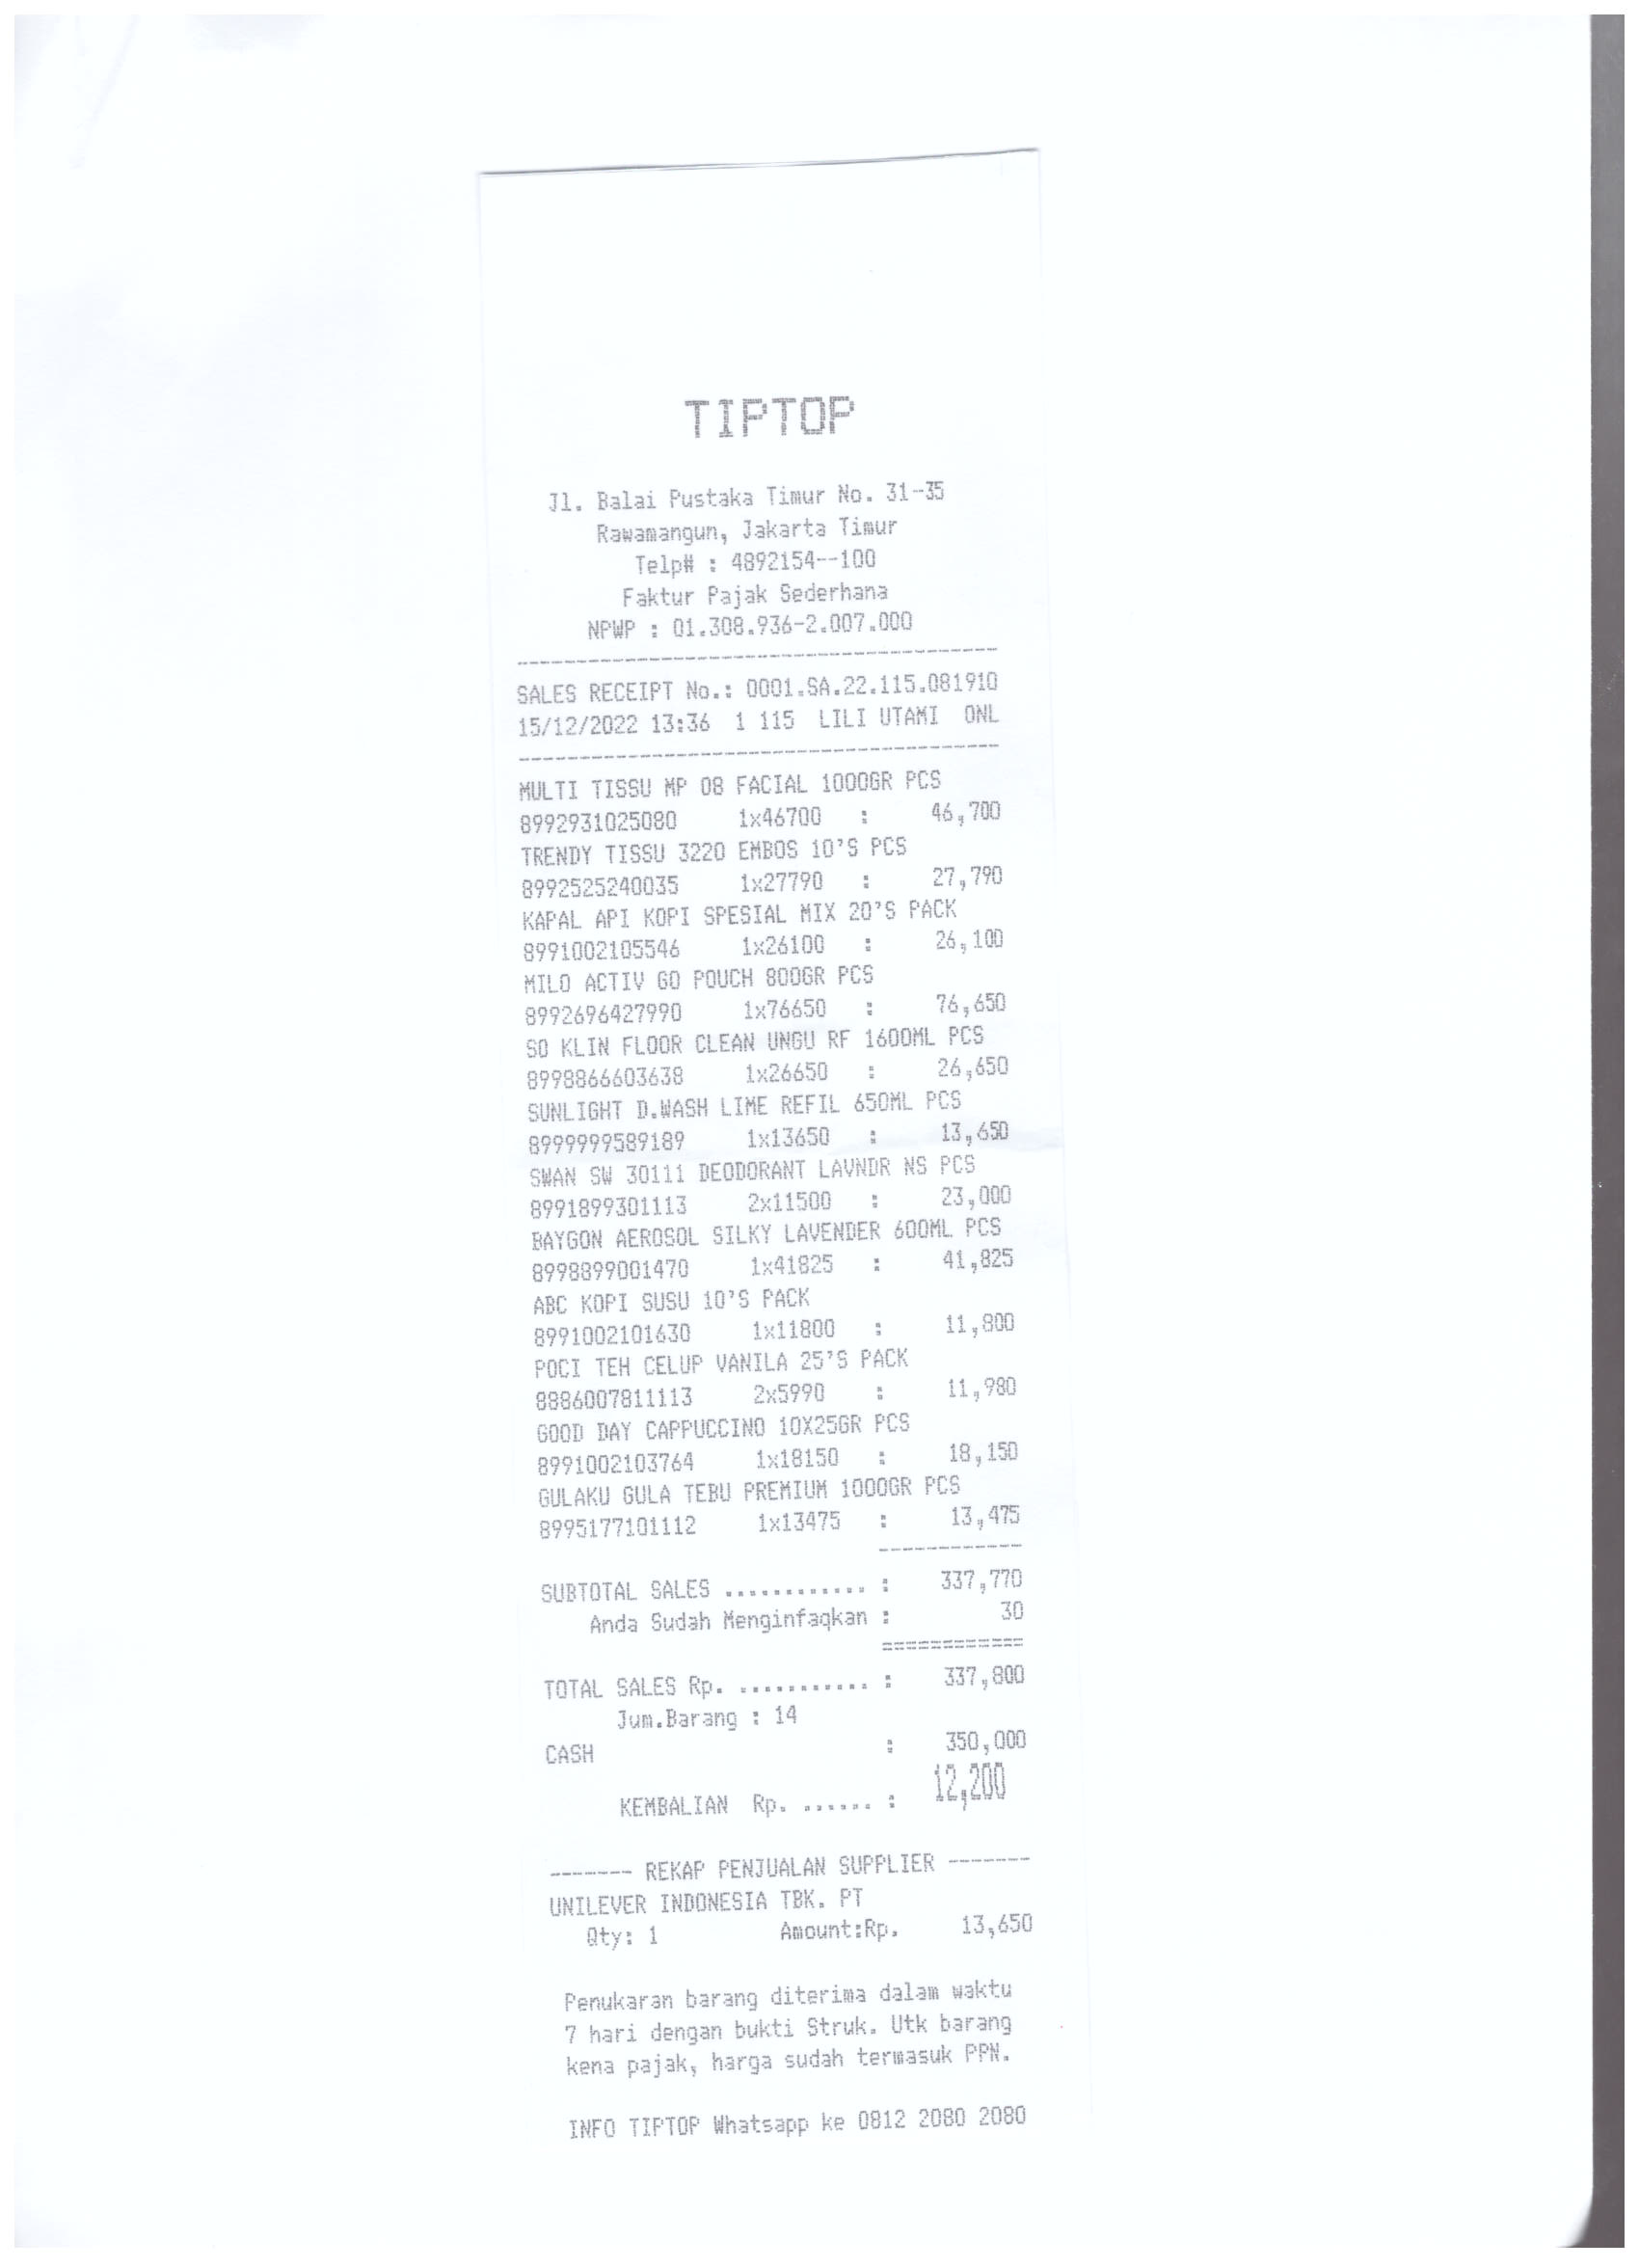 TIPTOP
Jl. Balai Pustaka Timur No. 31-35
Rawamangun, Jakarta Timur
Telp# : 4892154--100
Faktur Pajak Sederhana
NPWP : 01.308.936-2.007.000
------------------------------------------
SALES RECEIPT No.: 0001.SA.22.115.081910
15/12/2022 13:36 1 115 LILI UTAMI ONL
------------------------------------------
MULTI TISSU MP 08 FACIAL 1000GR PCS
8992931025080 1x46700 : 46,700
TRENDY TISSU 3220 EMBOS 10'S PCS
8992525240035 1x27790 : 27,790
KAPAL API KOPI SPESIAL MIX 20'S PACK
8991002105546 1x26100 : 26,100
MILO ACTIV GO POUCH 800GR PCS
8992696427990 1x76650 : 76,650
SO KLIN FLOOR CLEAN UNGU RF 1600ML PCS
8998866603638 1x26650 : 26,650
SUNLIGHT D.WASH LIME REFIL 650ML PCS
8999999589189 1x13650 : 13,650
SWAN SW 30111 DEODORANT LAVNDR NS PCS
8991899301113 2x11500 : 23,000
BAYGON AEROSOL SILKY LAVENDER 600ML PCS
8998899001470 1x41825 : 41,825
ABC KOPI SUSU 10'S PACK
8991002101630 1x11800 : 11,800
POCI TEH CELUP VANILA 25'S PACK
8886007811113 2x5990 : 11,980
GOOD DAY CAPPUCCINO 10X25GR PCS
8991002103764 1x18150 : 18,150
GULAKU GULA TEBU PREMIUM 1000GR PCS
8995177101112 1x13475 : 13,475
------------
SUBTOTAL SALES ............ : 337,770
Anda Sudah Menginfaqkan : 30
============
TOTAL SALES Rp. ........... : 337,800
Jum.Barang : 14
CASH : 350,000
KEMBALIAN Rp. ...... : 12,200
------- REKAP PENJUALAN SUPPLIER -------
UNILEVER INDONESIA TBK. PT
Qty: 1 Amount:Rp. 13,650
Penukaran barang diterima dalam waktu
7 hari dengan bukti Struk. Utk barang
kena pajak, harga sudah termasuk PPN.
INFO TIPTOP Whatsapp ke 0812 2080 2080